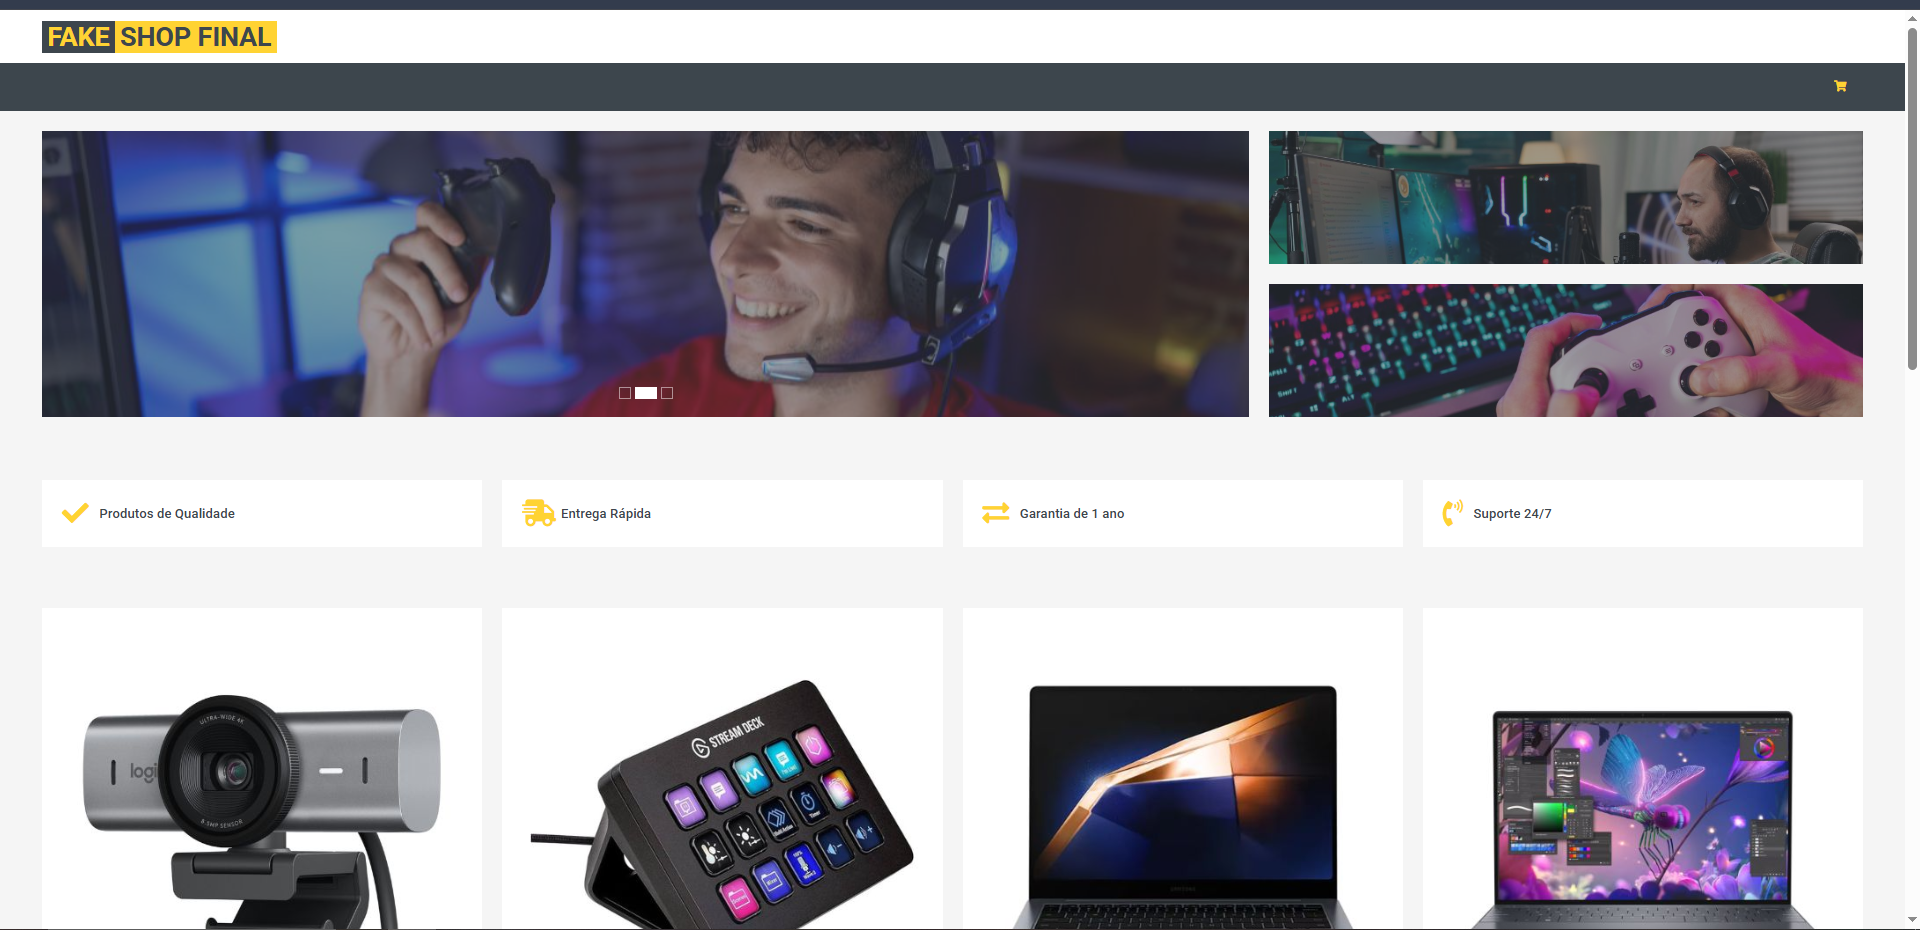 FAKE SHOP FINAL
Produtos de Qualidade
Entrega Rápida
Garantia de 1 ano
Suporte 24/7
ULTRA-WIDE 4K
logi
8.5MP SENSOR
STREAM DECK